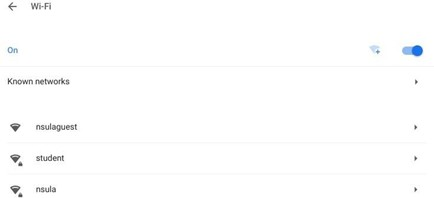 Wi-Fi
On
Known networks
nsulaguest
student
nsula